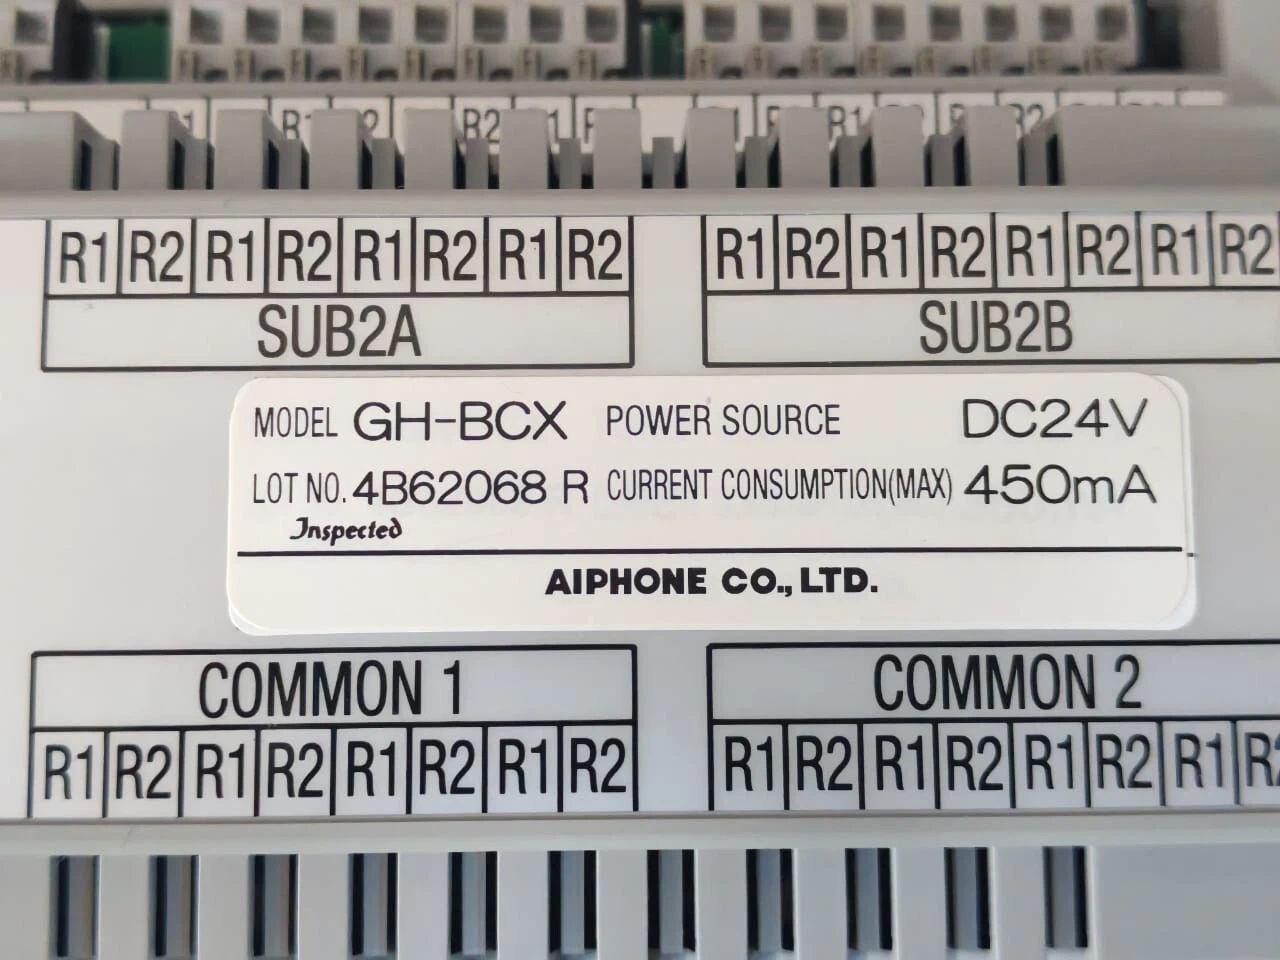 R1 R2 R1 R2 R1 R2 R1 R2 R1 R2 R1 R2 R1 R2 R1 R2
SUB2A SUB2B
MODEL GH-BCX POWER SOURCE DC24V
LOT NO. 4B62068 R CURRENT CONSUMPTION(MAX) 450mA
Inspected
AIPHONE CO., LTD.
COMMON 1 COMMON 2
R1 R2 R1 R2 R1 R2 R1 R2 R1 R2 R1 R2 R1 R2 R1 R2